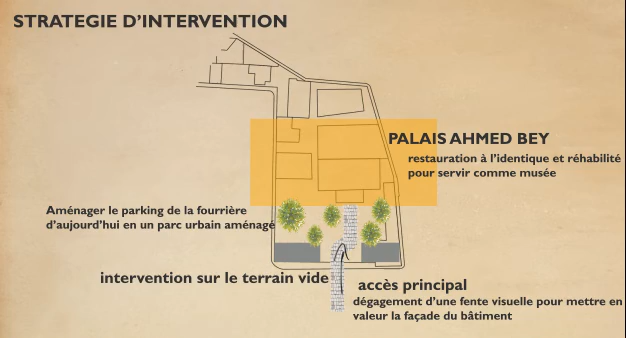 STRATEGIE D'INTERVENTION
PALAIS AHMED BEY
restauration à l'identique et réhabilité
pour servir comme musée
Aménager le parking de la fourrière
d'aujourd'hui en un parc urbain aménagé
intervention sur le terrain vide
accès principal
dégagement d'une fente visuelle pour mettre en
valeur la façade du bâtiment